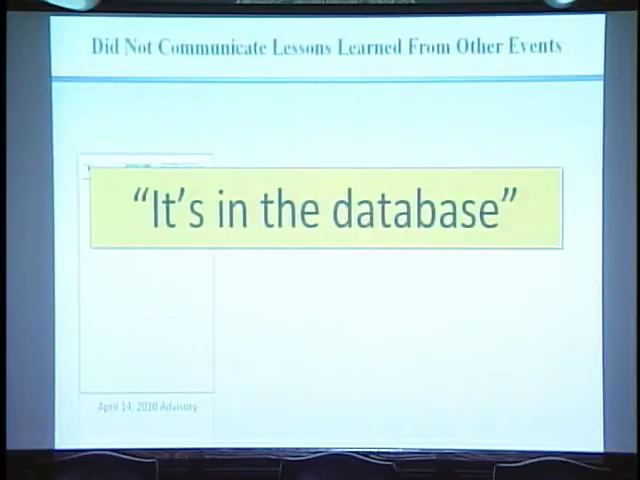 Did Not Communicate Lessons Learned From Other Events
“It’s in the database”
April 14, 2010 Advisory